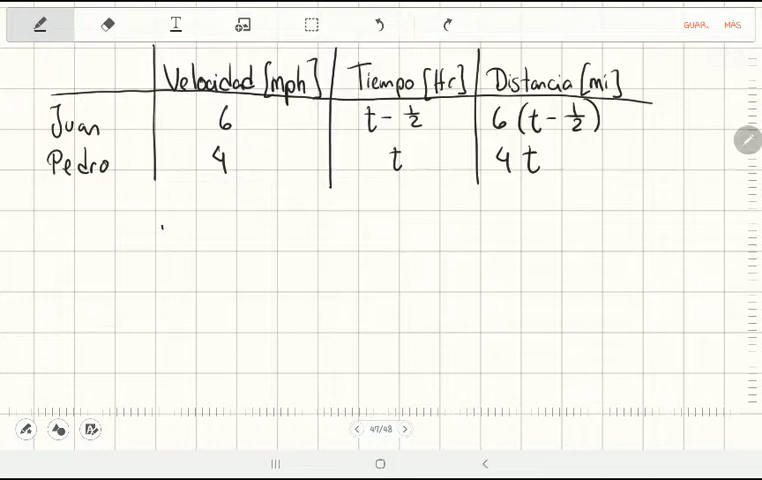 GUAR. MÁS
Velocidad [mph] Tiempo [Hr] Distancia [mi]
Juan 6 t - 1/2 6 (t - 1/2)
Pedro 4 t 4 t
47/48